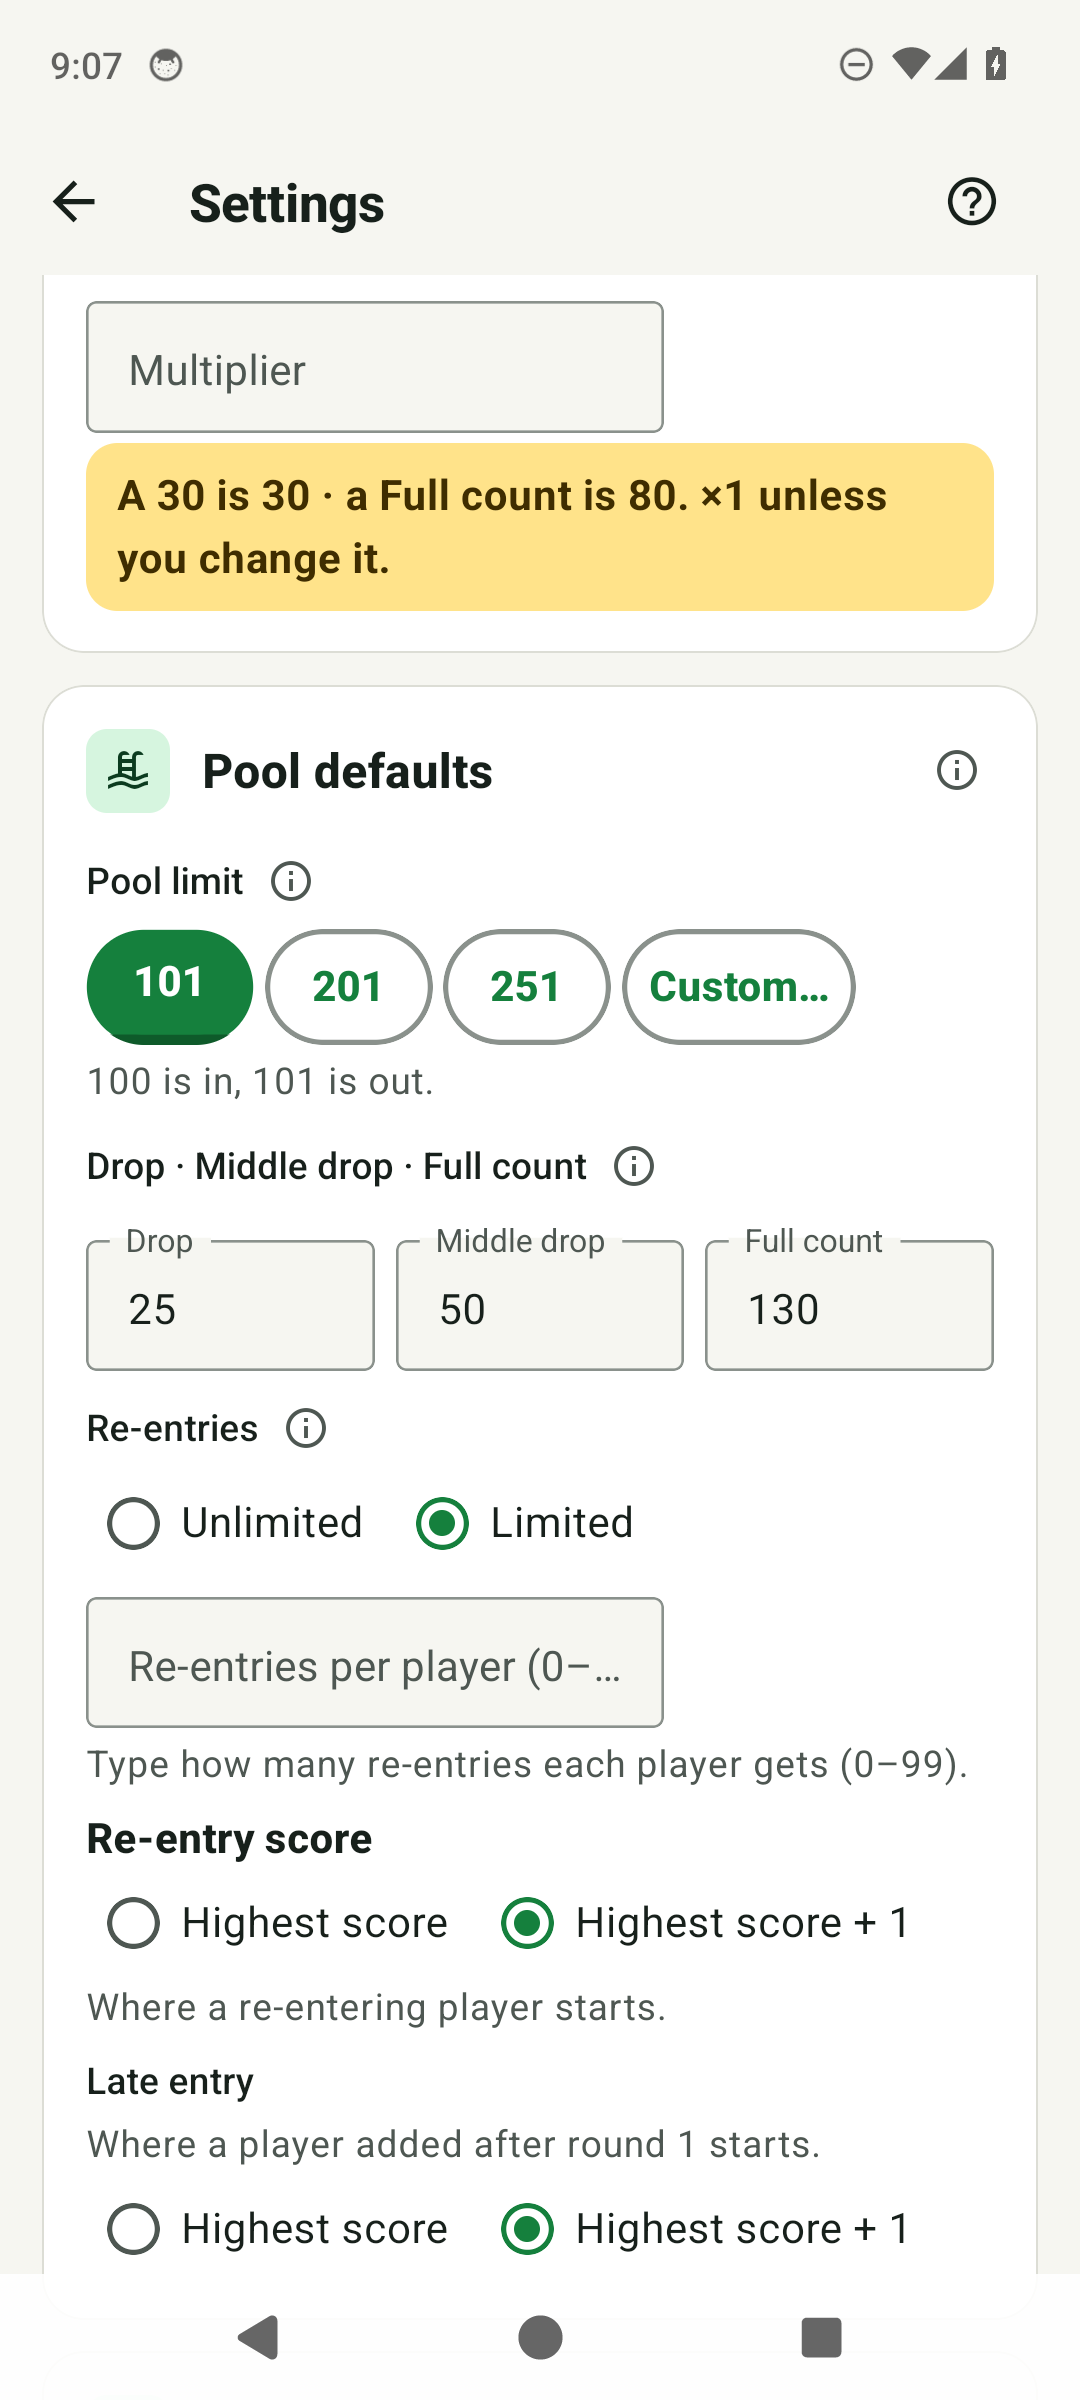 9:07
Settings
Multiplier
A 30 is 30 · a Full count is 80. ×1 unless
you change it.
Pool defaults
Pool limit
101 201 251 Custom...
100 is in, 101 is out.
Drop · Middle drop · Full count
Drop Middle drop Full count
25 50 130
Re-entries
Unlimited Limited
Re-entries per player (0–...
Type how many re-entries each player gets (0–99).
Re-entry score
Highest score Highest score + 1
Where a re-entering player starts.
Late entry
Where a player added after round 1 starts.
Highest score Highest score + 1